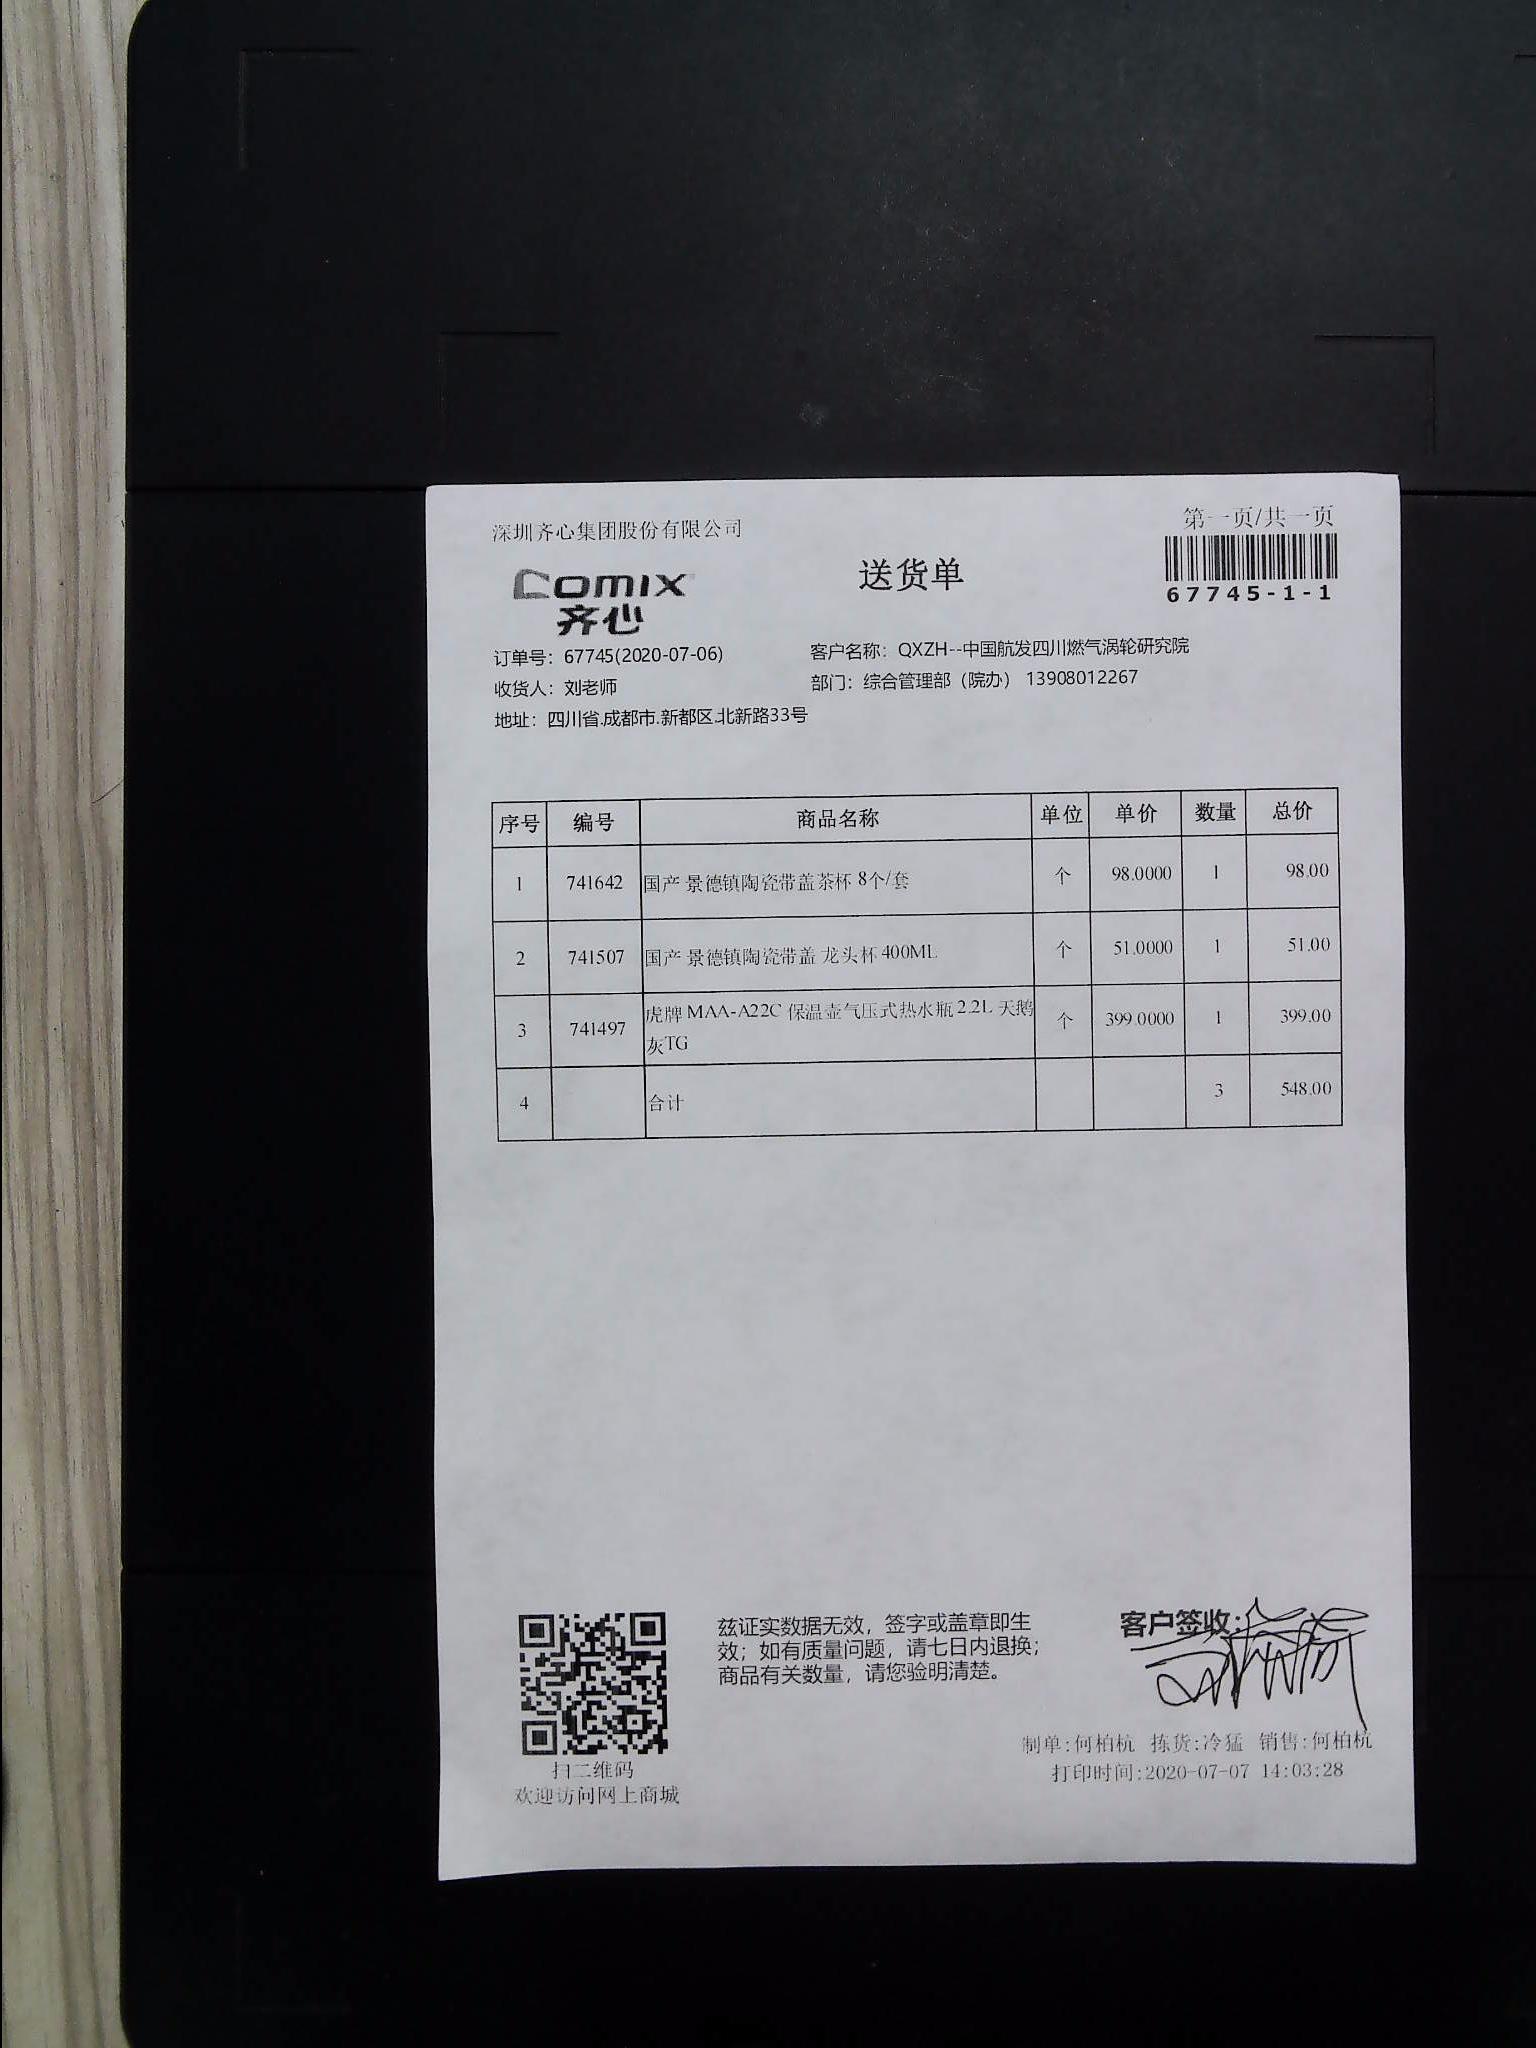 深圳齐心集团股份有限公司
第一页/共一页
comix
齐心
送货单
67745-1-1
订单号：67745(2020-07-06)
客户名称：QXZH--中国航发四川燃气涡轮研究院
收货人：刘老师
部门：综合管理部（院办） 13908012267
地址：四川省.成都市.新都区.北新路33号
序号 编号 商品名称 单位 单价 数量 总价
1 741642 国产 景德镇陶瓷带盖茶杯 8个/套 个 98.0000 1 98.00
2 741507 国产 景德镇陶瓷带盖 龙头杯 400ML 个 51.0000 1 51.00
3 741497 虎牌 MAA-A22C 保温壶气压式热水瓶 2.2L 天鹅 个 399.0000 1 399.00
灰TG
4 合计 3 548.00
兹证实数据无效，签字或盖章即生
效；如有质量问题，请七日内退换；
商品有关数量，请您验明清楚。
客户签收:
扫二维码
欢迎访问网上商城
制单:何柏杭 拣货:冷猛 销售:何柏杭
打印时间:2020-07-07 14:03:28